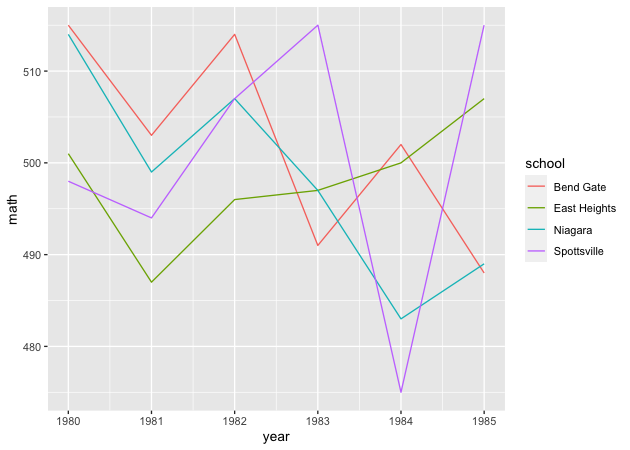 510
500
490
480
math
1980 1981 1982 1983 1984 1985
year
school
Bend Gate
East Heights
Niagara
Spottsville